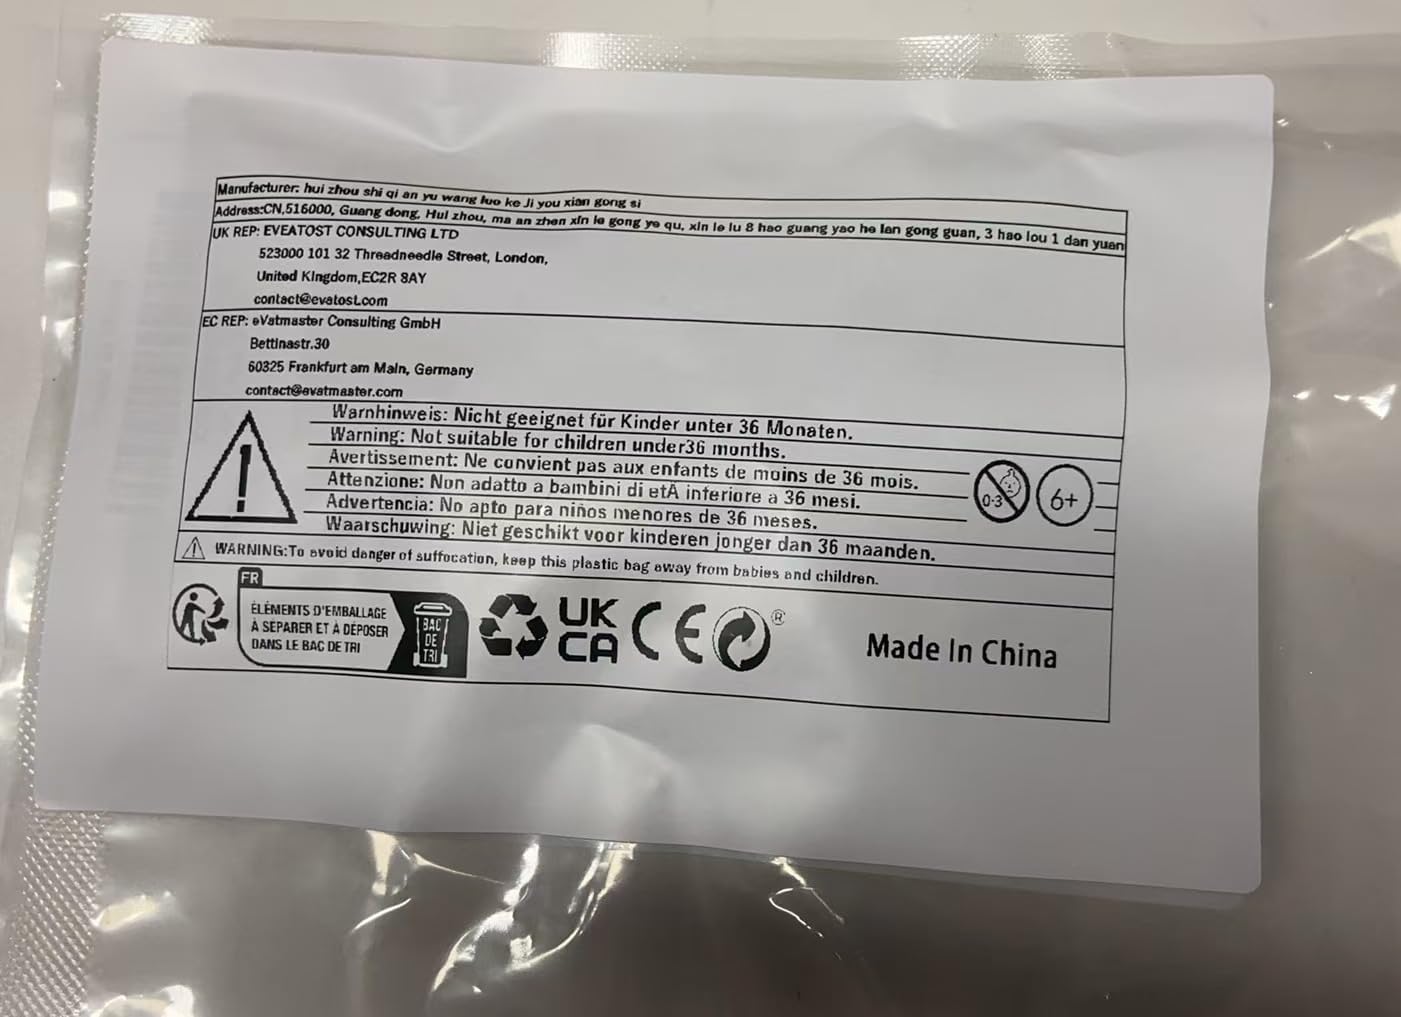 Manufacturer: hui zhou shi qi an yu wang luo ke Ji you xian gong si
Address:CN,516000, Guang dong, Hui zhou, ma an zhen xin le gong ye qu, xin le lu 8 hao guang yao he lan gong guan, 3 hao lou 1 dan yuan
UK REP: EVEATOST CONSULTING LTD
523000 101 32 Threadneedle Street, London,
United Kingdom,EC2R 8AY
contact@evatost.com
EC REP: eVatmaster Consulting GmbH
Bettinastr.30
60325 Frankfurt am Main, Germany
contact@evatmaster.com
Warnhinweis: Nicht geeignet für Kinder unter 36 Monaten.
Warning: Not suitable for children under36 months.
Avertissement: Ne convient pas aux enfants de moins de 36 mois.
Attenzione: Non adatto a bambini di etÀ inferiore a 36 mesi.
Advertencia: No apto para niños menores de 36 meses.
Waarschuwing: Niet geschikt voor kinderen jonger dan 36 maanden.
0-3
6+
WARNING:To avoid danger of suffocation, keep this plastic bag away from babies and children.
FR
ÉLÉMENTS D'EMBALLAGE
À SÉPARER ET À DÉPOSER
DANS LE BAC DE TRI
BAC
DE
TRI
UK
CA
CE
®
Made In China